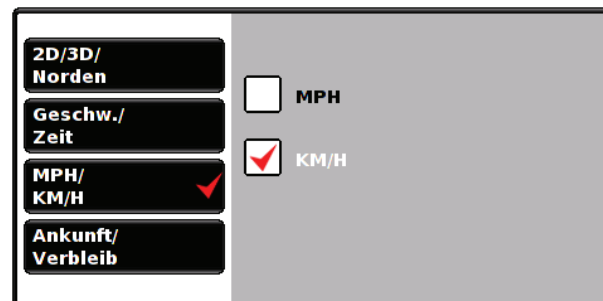 2D/3D/
Norden
Geschw./
Zeit
MPH/
KM/H
Ankunft/
Verbleib
MPH
KM/H